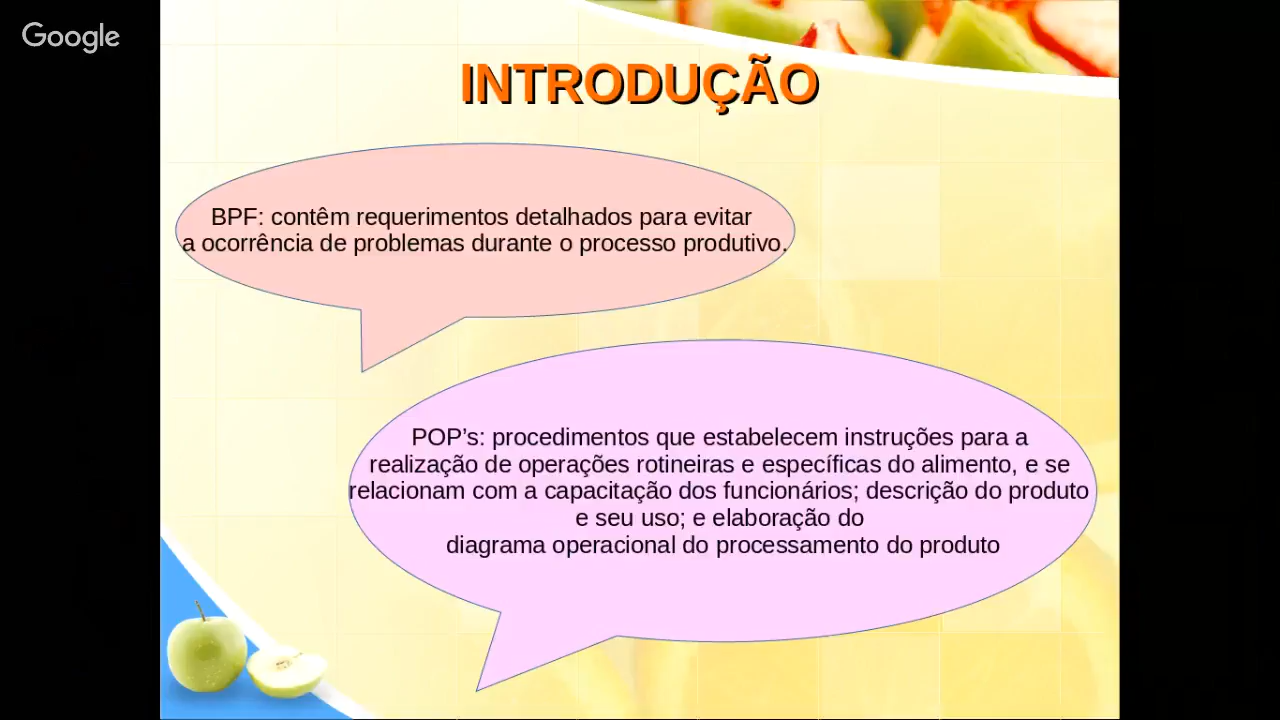 Google
INTRODUÇÃO
BPF: contêm requerimentos detalhados para evitar
a ocorrência de problemas durante o processo produtivo.
POP's: procedimentos que estabelecem instruções para a
realização de operações rotineiras e específicas do alimento, e se
relacionam com a capacitação dos funcionários; descrição do produto
e seu uso; e elaboração do
diagrama operacional do processamento do produto